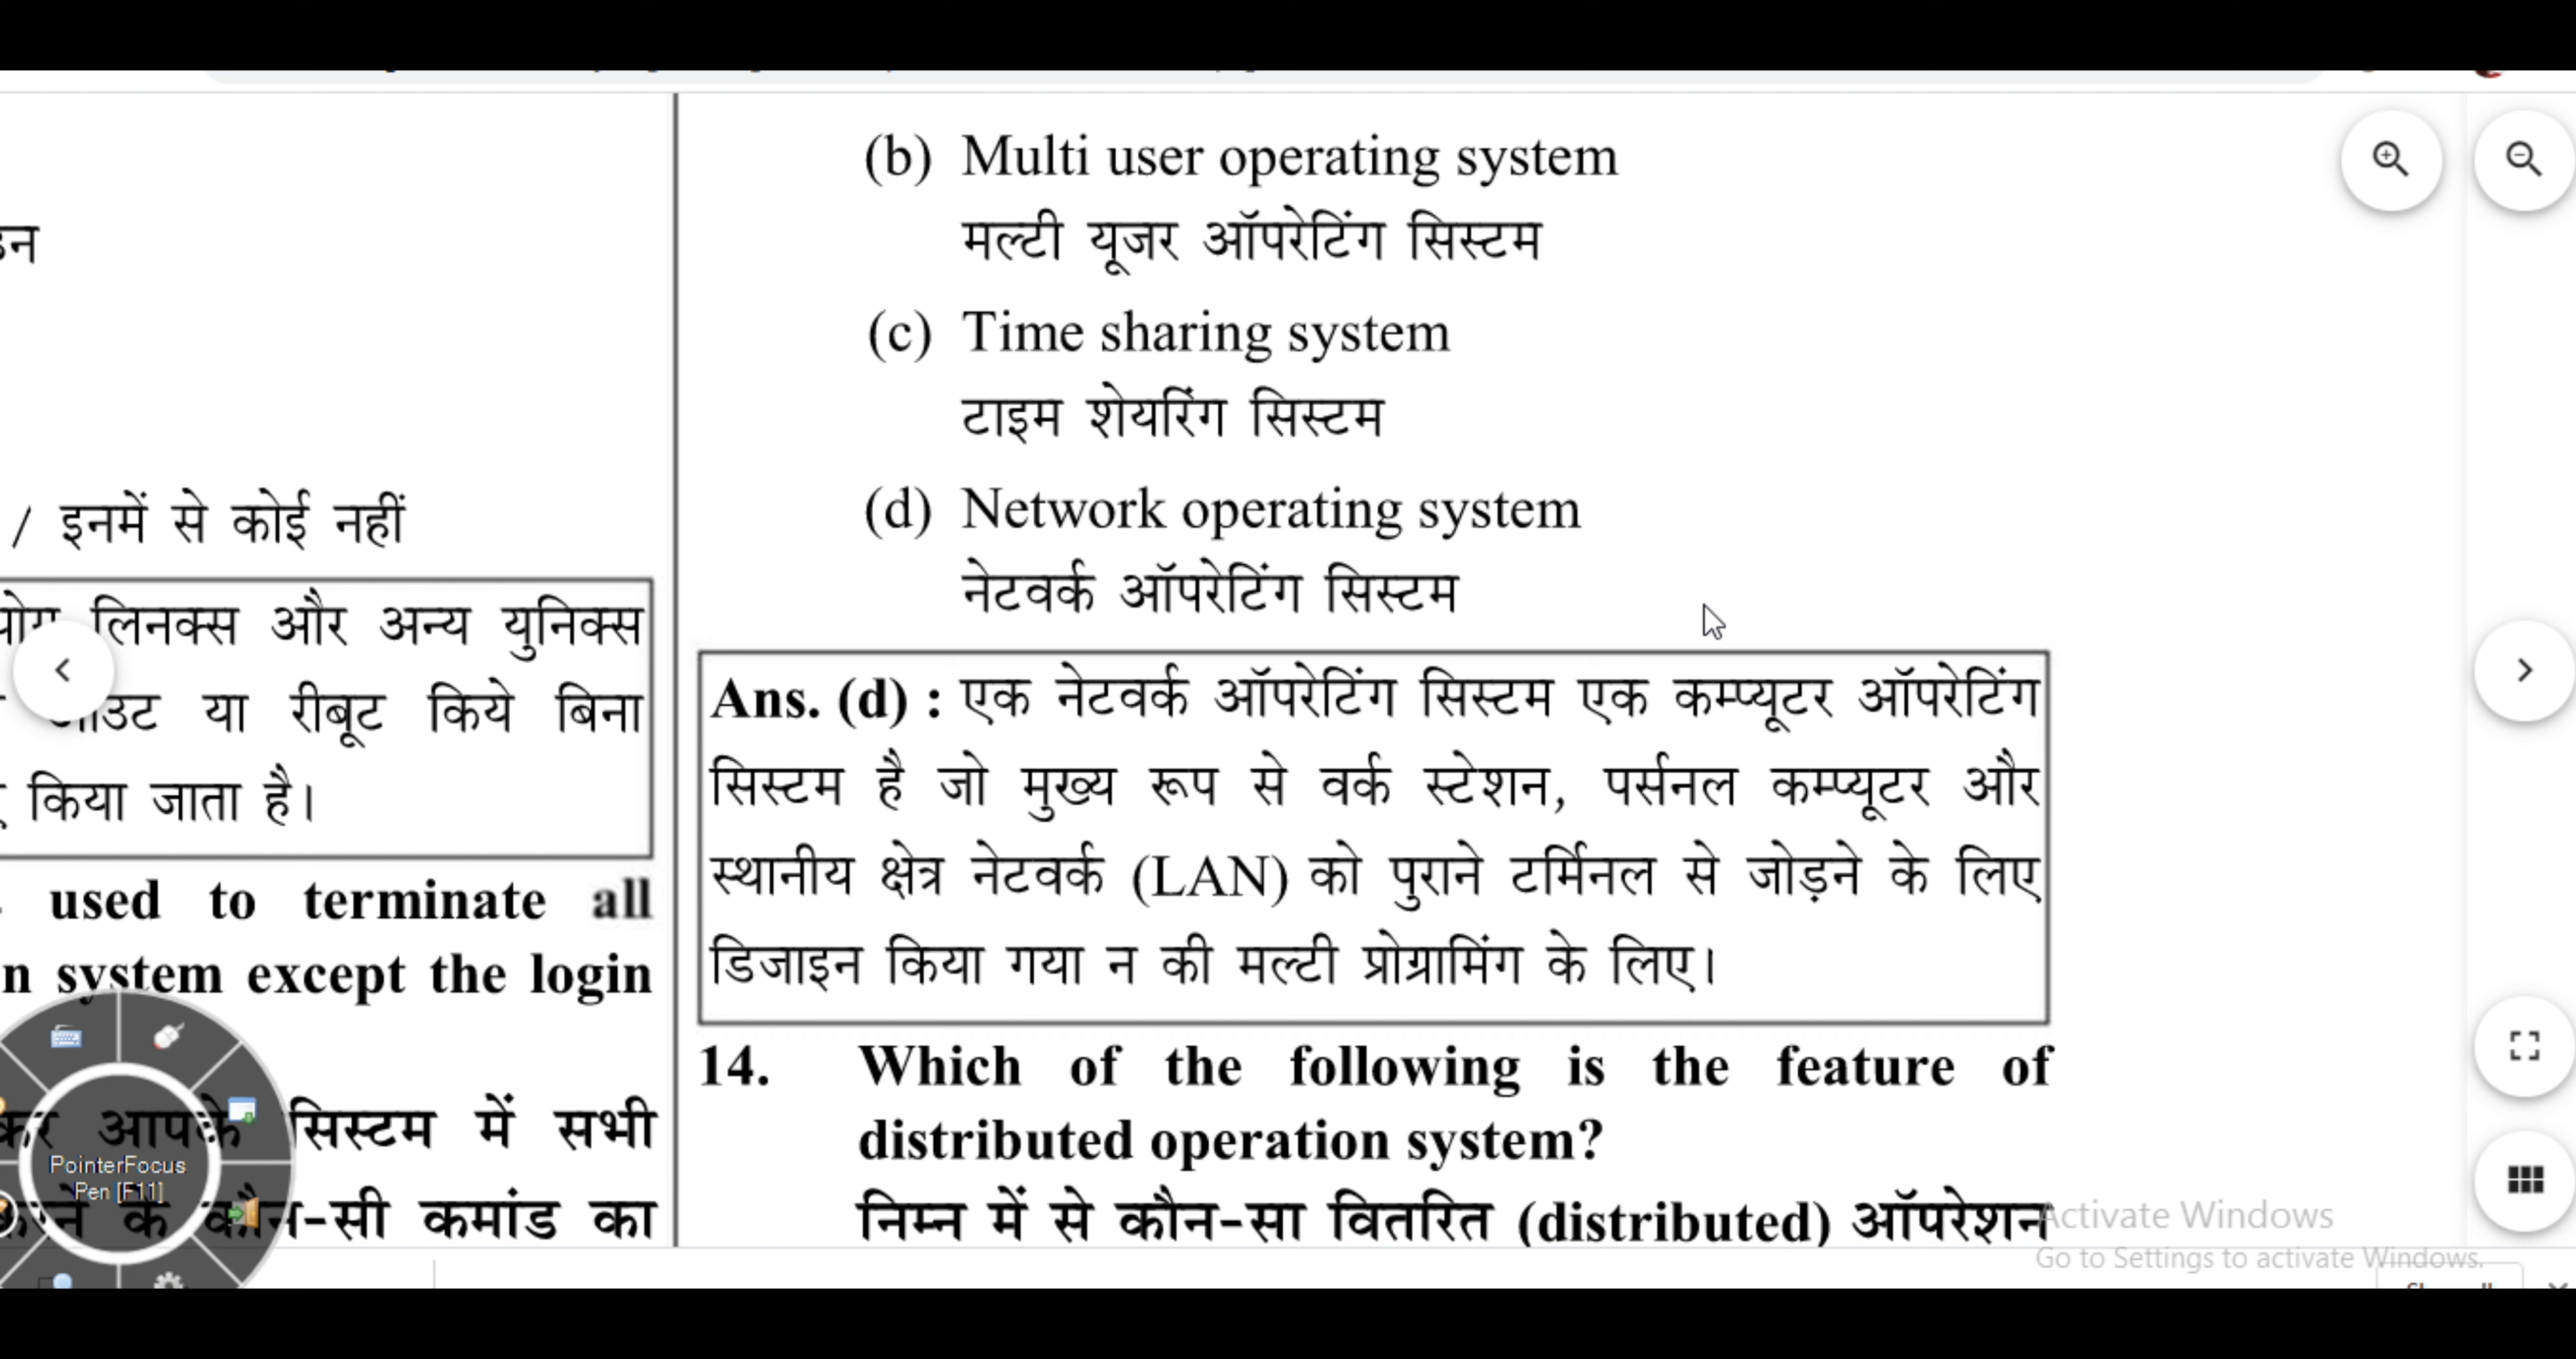 / इनमें से कोई नहीं
लिनक्स और अन्य युनिक्स
या रीबूट किये बिना
किया जाता है।
used to terminate all
n system except the login
आपके सिस्टम में सभी
के कौन-सी कमांड का
PointerFocus
Pen [F11]
(b) Multi user operating system
मल्टी यूजर ऑपरेटिंग सिस्टम
(c) Time sharing system
टाइम शेयरिंग सिस्टम
(d) Network operating system
नेटवर्क ऑपरेटिंग सिस्टम
Ans. (d) : एक नेटवर्क ऑपरेटिंग सिस्टम एक कम्प्यूटर ऑपरेटिंग
सिस्टम है जो मुख्य रूप से वर्क स्टेशन, पर्सनल कम्प्यूटर और
स्थानीय क्षेत्र नेटवर्क (LAN) को पुराने टर्मिनल से जोड़ने के लिए
डिजाइन किया गया न की मल्टी प्रोग्रामिंग के लिए।
14. Which of the following is the feature of
distributed operation system?
निम्न में से कौन-सा वितरित (distributed) ऑपरेशन
Activate Windows
Go to Settings to activate Windows.